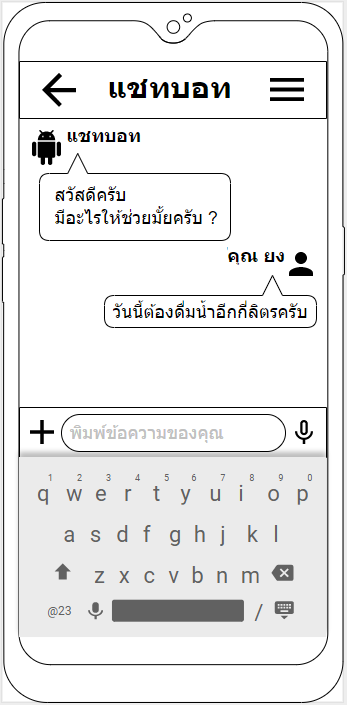 แชทบอท
แชทบอท
สวัสดีครับ
มีอะไรให้ช่วยมั้ยครับ ?
คุณ ยง
วันนี้ต้องดื่มน้ำอีกกี่ลิตรครับ
พิมพ์ข้อความของคุณ
1 2 3 4 5 6 7 8 9 0
q w e r t y u i o p
a s d f g h j k l
z x c v b n m
@23 /